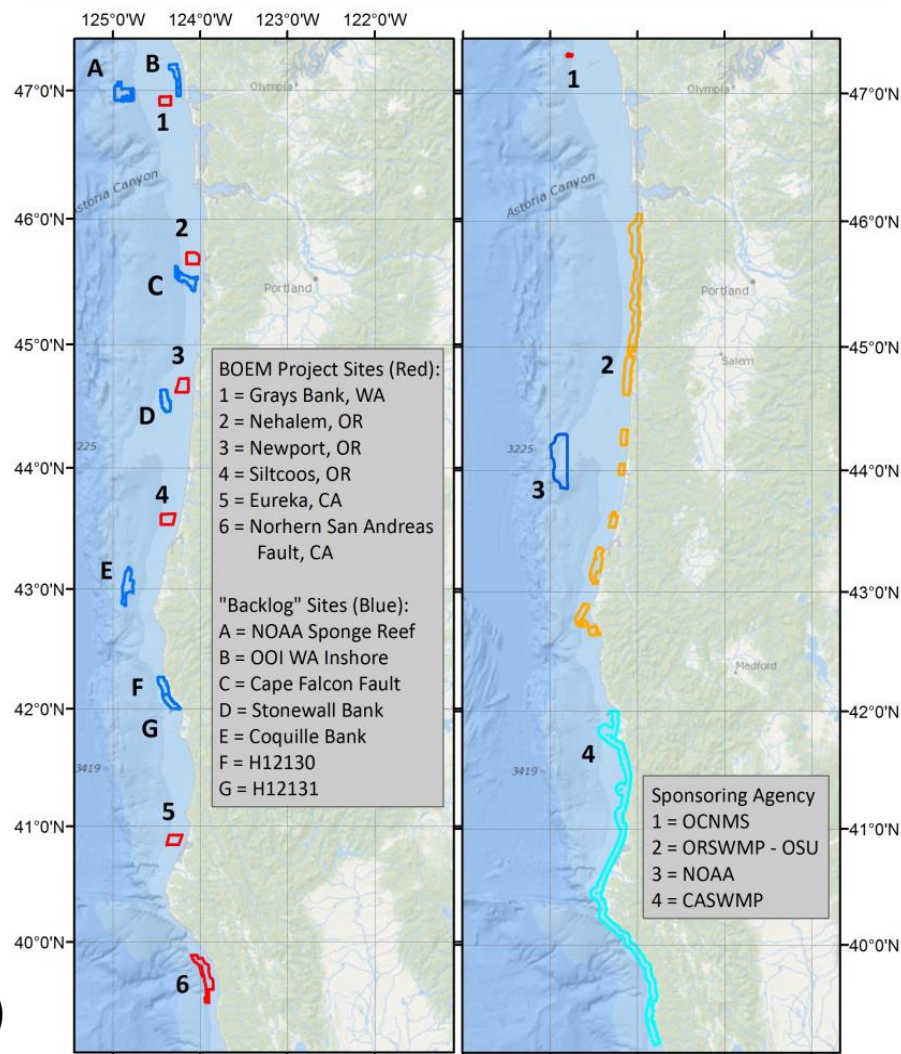 125°0'W 124°0'W 123°0'W 122°0'W
A
B
47°0'N
1
Olympia
Astoria Canyon
46°0'N
2
C
Portland
45°0'N
3
D
3225
44°0'N
4
E
43°0'N
F
42°0'N
G
3419
5
41°0'N
40°0'N
6
BOEM Project Sites (Red):
1 = Grays Bank, WA
2 = Nehalem, OR
3 = Newport, OR
4 = Siltcoos, OR
5 = Eureka, CA
6 = Norhern San Andreas
Fault, CA
"Backlog" Sites (Blue):
A = NOAA Sponge Reef
B = OOI WA Inshore
C = Cape Falcon Fault
D = Stonewall Bank
E = Coquille Bank
F = H12130
G = H12131
)
1
Olympia
47°0'N
Astoria Canyon
46°0'N
Portland
45°0'N
2
Salem
3225
44°0'N
3
43°0'N
Medford
42°0'N
4
3419
41°0'N
40°0'N
Sponsoring Agency
1 = OCNMS
2 = ORSWMP - OSU
3 = NOAA
4 = CASWMP